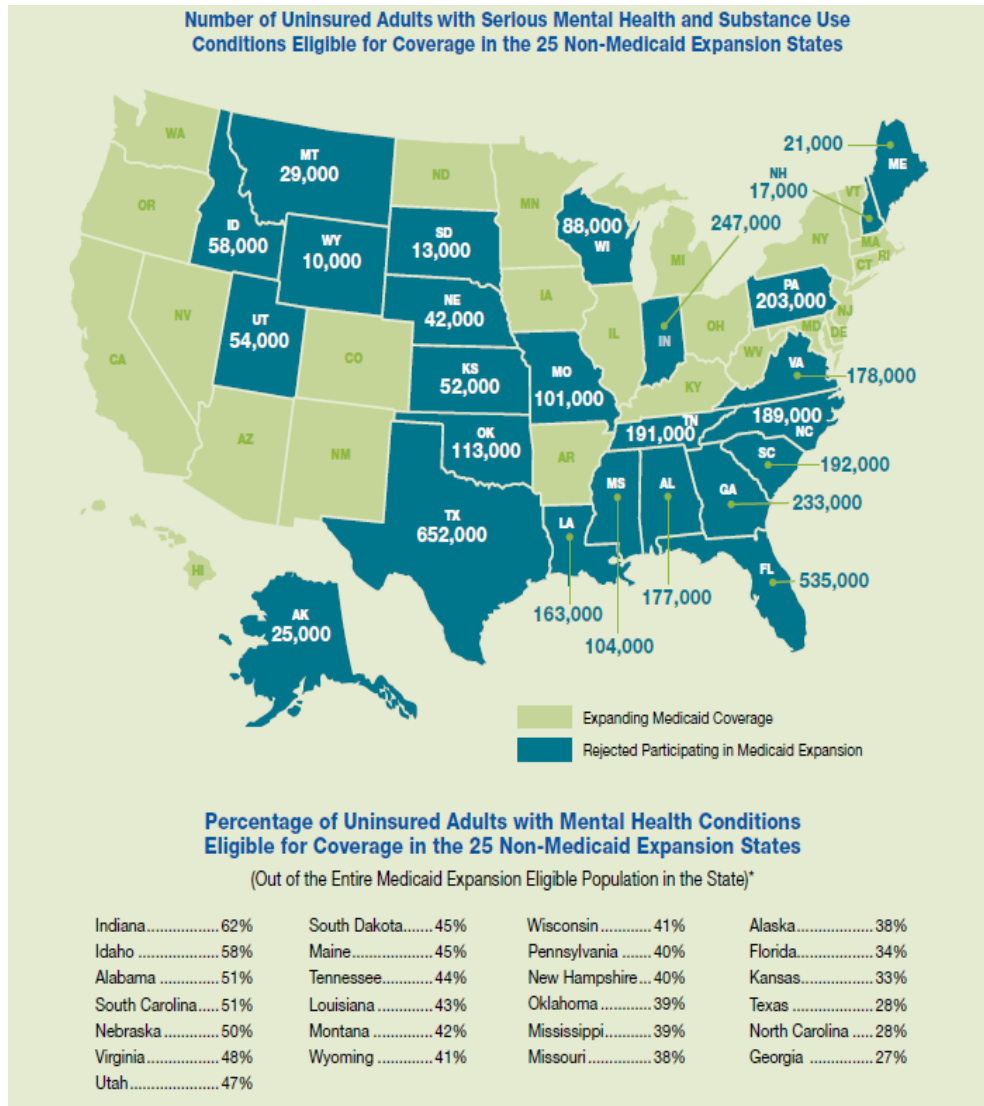 Number of Uninsured Adults with Serious Mental Health and Substance Use
Conditions Eligible for Coverage in the 25 Non-Medicaid Expansion States
WA
MT
29,000
ND
OR
ID
58,000
WY
10,000
SD
13,000
MN
88,000
WI
247,000
NH
17,000
21,000
ME
VT
NY
MA
RI
CT
MI
PA
203,000
NJ
MD
DE
NV
UT
54,000
NE
42,000
IA
IL
IN
OH
WV
VA
178,000
CA
CO
KS
52,000
MO
101,000
KY
TN
191,000
189,000
NC
AZ
NM
OK
113,000
AR
MS
AL
GA
SC
192,000
233,000
TX
652,000
LA
FL
535,000
HI
163,000
177,000
104,000
AK
25,000
Expanding Medicaid Coverage
Rejected Participating in Medicaid Expansion
Percentage of Uninsured Adults with Mental Health Conditions
Eligible for Coverage in the 25 Non-Medicaid Expansion States
(Out of the Entire Medicaid Expansion Eligible Population in the State)*
Indiana.................. 62%
Idaho .................. 58%
Alabama ............... 51%
South Carolina..... 51%
Nebraska ............. 50%
Virginia.................. 48%
Utah...................... 47%
South Dakota....... 45%
Maine.................... 45%
Tennessee............. 44%
Louisiana .............. 43%
Montana ............... 42%
Wyoming .............. 41%
Wisconsin............. 41%
Pennsylvania ....... 40%
New Hampshire... 40%
Oklahoma ............. 39%
Mississippi............ 39%
Missouri................ 38%
Alaska................... 38%
Florida................... 34%
Kansas.................. 33%
Texas .................... 28%
North Carolina ..... 28%
Georgia ................ 27%